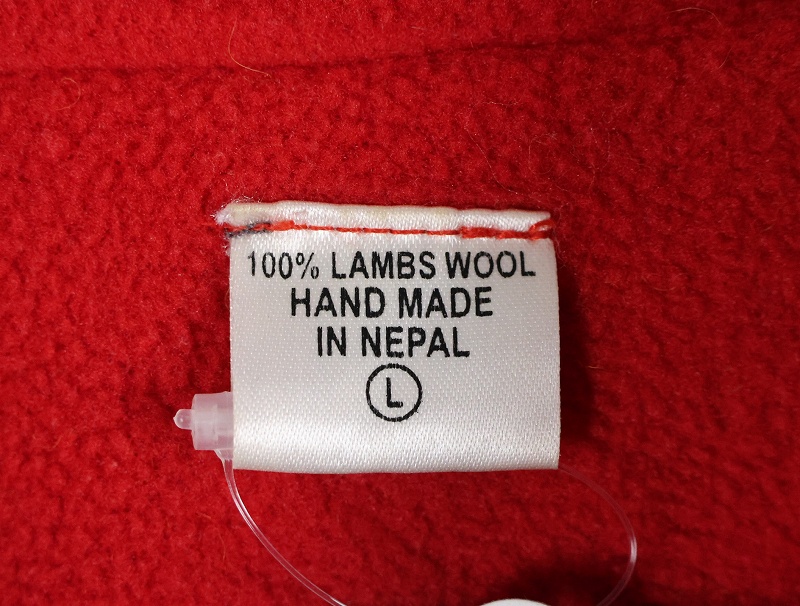 100% LAMBS WOOL
HAND MADE
IN NEPAL
L